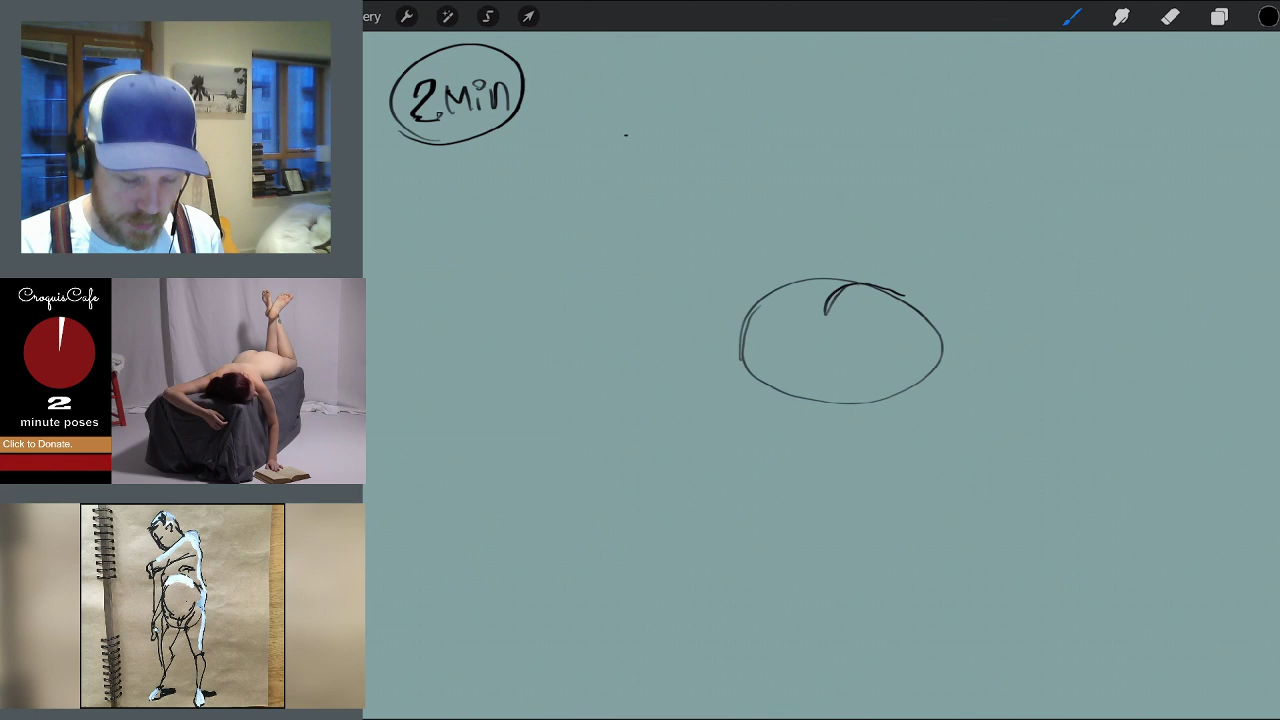 ery
2 Min
CroquisCafe
2
minute poses
Click to Donate.